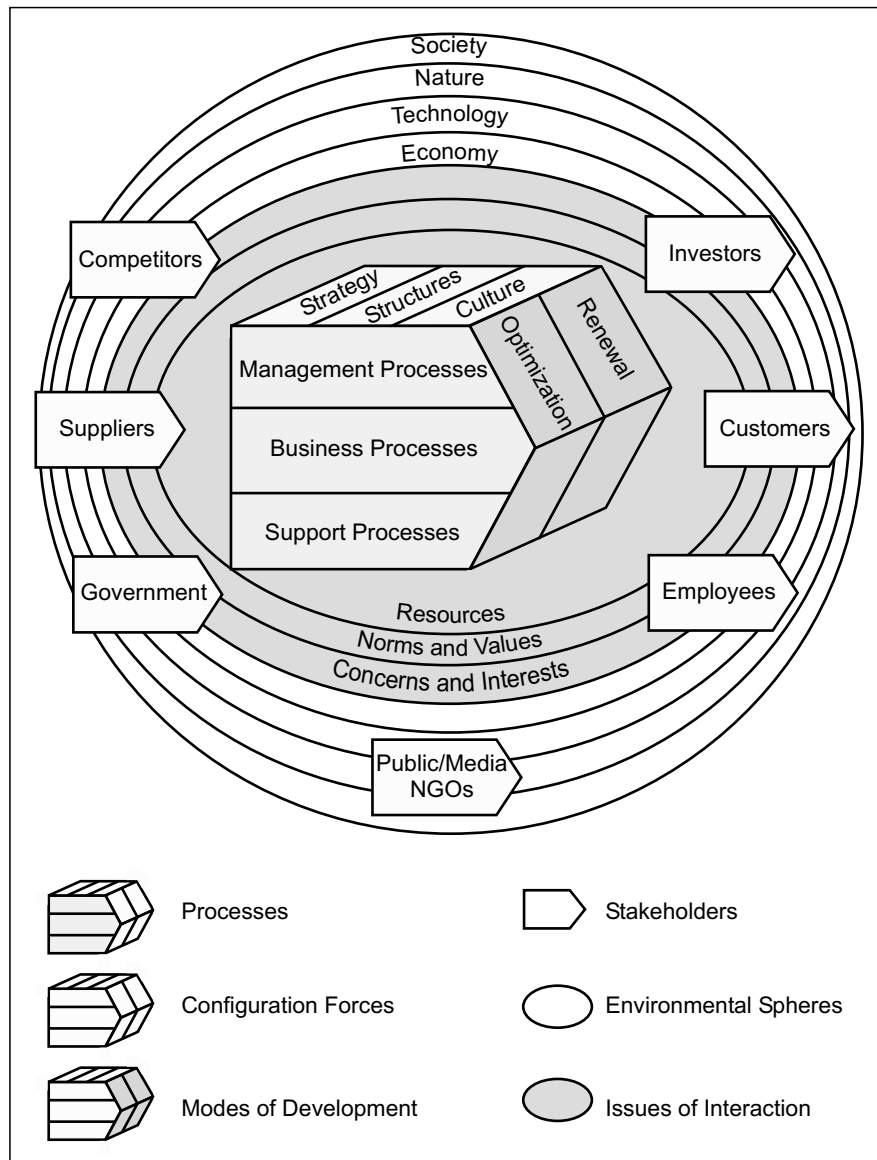 Society
Nature
Technology
Economy
Competitors
Investors
Strategy
Structures
Culture
Optimization
Renewal
Management Processes
Suppliers
Business Processes
Customers
Support Processes
Government
Employees
Resources
Norms and Values
Concerns and Interests
Public/Media
NGOs
Processes
Stakeholders
Configuration Forces
Environmental Spheres
Modes of Development
Issues of Interaction